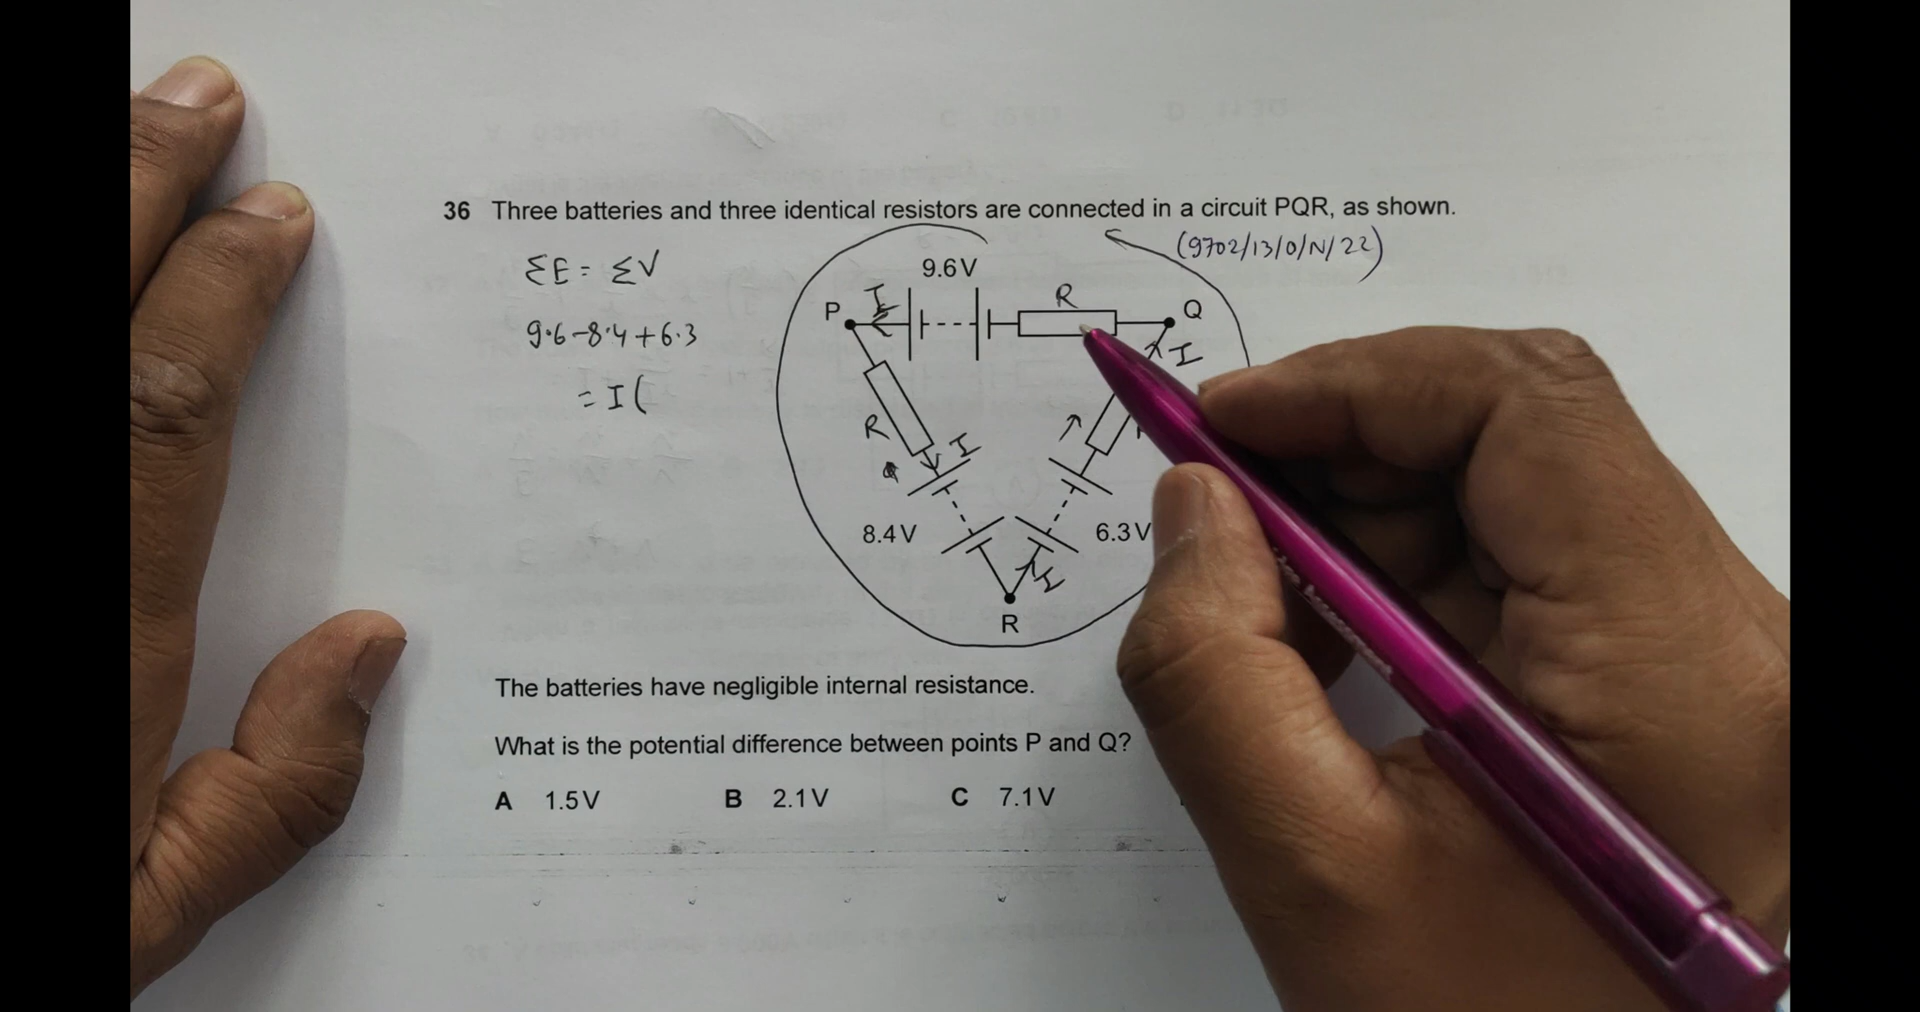 36 Three batteries and three identical resistors are connected in a circuit PQR, as shown.
(9702/13/O/N/22)
ΣE = ΣV
9.6V
I
R
P
Q
9.6-8.4+6.3
I
= I(
R
I
8.4V
6.3V
I
R
The batteries have negligible internal resistance.
What is the potential difference between points P and Q?
A 1.5V B 2.1V C 7.1V